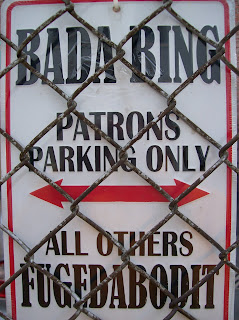 BADA BING
PATRONS
PARKING ONLY
ALL OTHERS
FUGEDABODIT